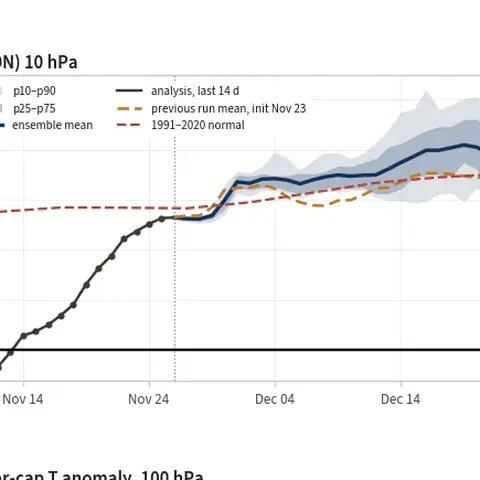 N) 10 hPa
p10–p90
analysis, last 14 d
p25–p75
previous run mean, init Nov 23
ensemble mean
1991–2020 normal
Nov 14
Nov 24
Dec 04
Dec 14
r-cap T anomaly, 100 hPa